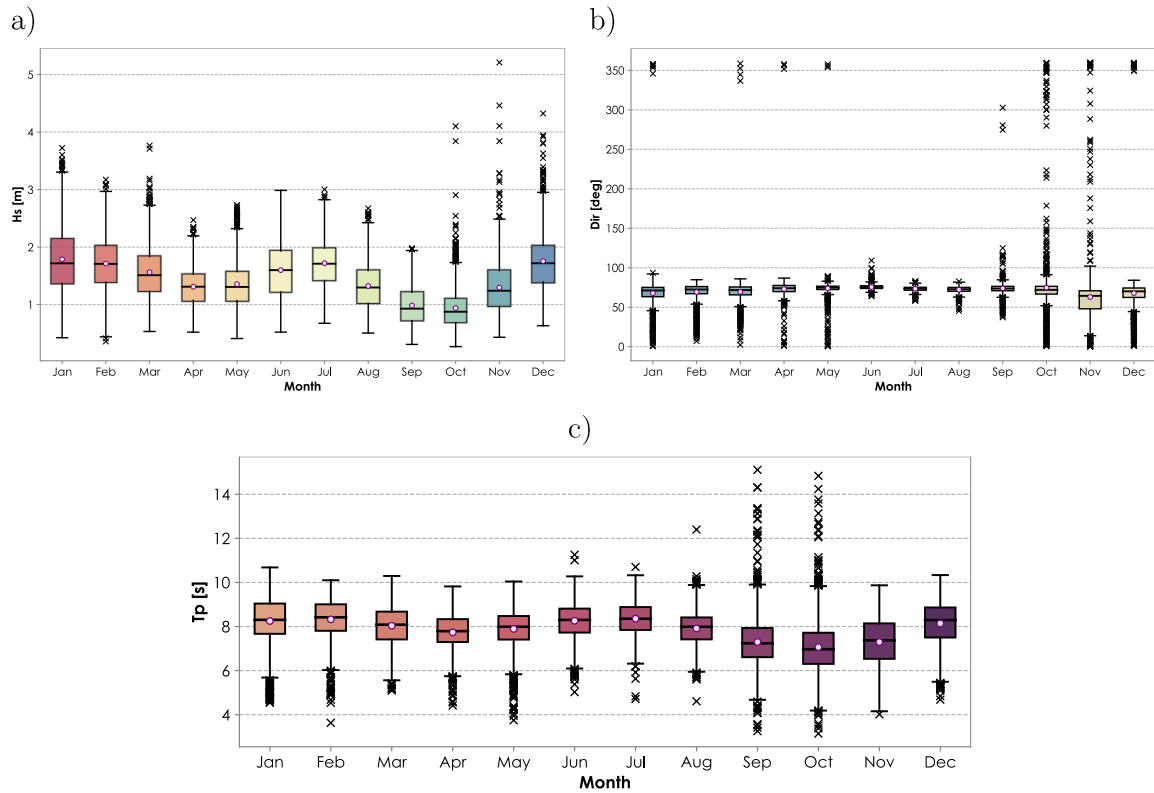 a)
b)
Hs [m]
5
4
3
2
1
Jan Feb Mar Apr May Jun Jul Aug Sep Oct Nov Dec
Month
Dir [deg]
350
300
250
200
150
100
50
0
Jan Feb Mar Apr May Jun Jul Aug Sep Oct Nov Dec
Month
c)
Tp [s]
14
12
10
8
6
4
Jan Feb Mar Apr May Jun Jul Aug Sep Oct Nov Dec
Month